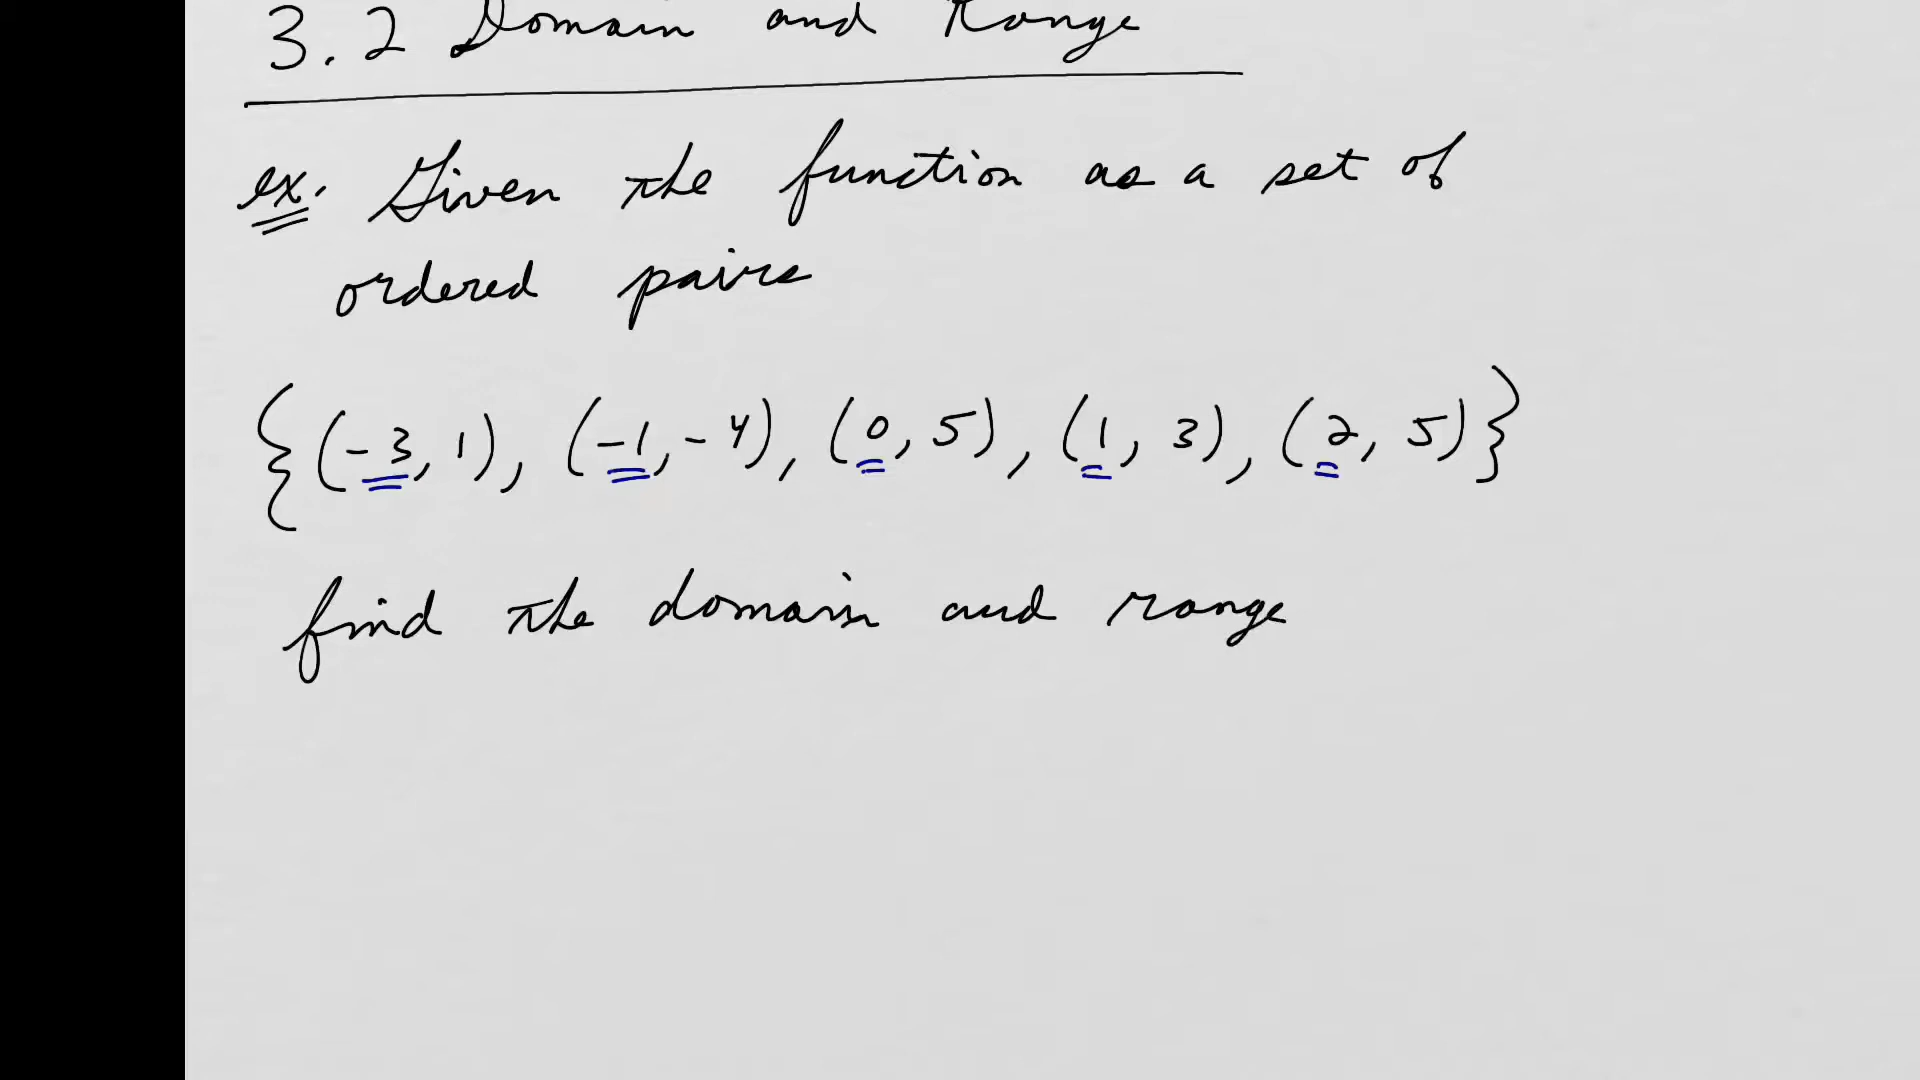 3.2 Domain and Range
ex. Given the function as a set of
ordered pairs
{(-3, 1), (-1, -4), (0, 5), (1, 3), (2, 5)}
find the domain and range